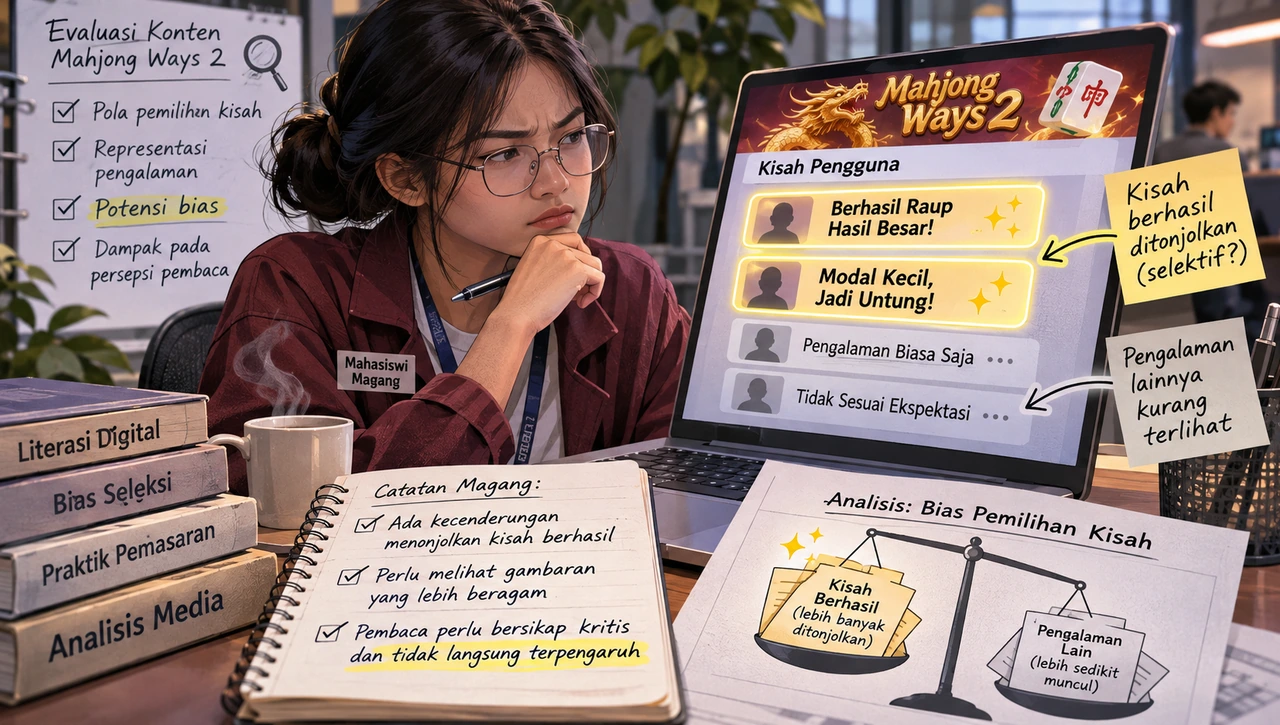 Evaluasi Konten
Mahjong Ways 2
Pola pemilihan kisah
Representasi
pengalaman
Potensi bias
Dampak pada
persepsi pembaca
Mahasiswi
Magang
Literasi Digital
Bias Seleksi
Praktik Pemasaran
Analisis Media
Catatan Magang:
Ada kecenderungan
menonjolkan kisah berhasil
Perlu melihat gambaran
yang lebih beragam
Pembaca perlu bersikap kritis
dan tidak langsung terpengaruh
Mahjong
Ways 2
中
Kisah Pengguna
Berhasil Raup
Hasil Besar!
Modal Kecil,
Jadi Untung!
Pengalaman Biasa Saja
Tidak Sesuai Ekspektasi
Kisah
berhasil
ditonjolkan
(selektif?)
Pengalaman
lainnya
kurang
terlihat
Analisis: Bias Pemilihan Kisah
Kisah
Berhasil
(lebih banyak
ditonjolkan)
Pengalaman
Lain
(lebih sedikit
muncul)